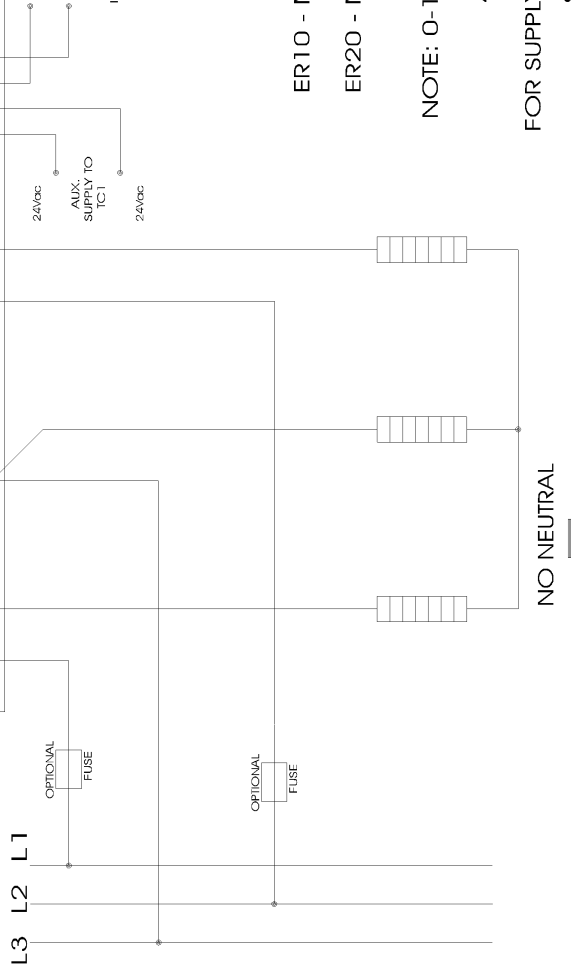 ER10 -
ER20 -
NOTE: 0-1
FOR SUPPLY
24Vac
AUX.
SUPPLY TO
TC1
24Vac
NO NEUTRAL
OPTIONAL
FUSE
OPTIONAL
FUSE
L1
L2
L3